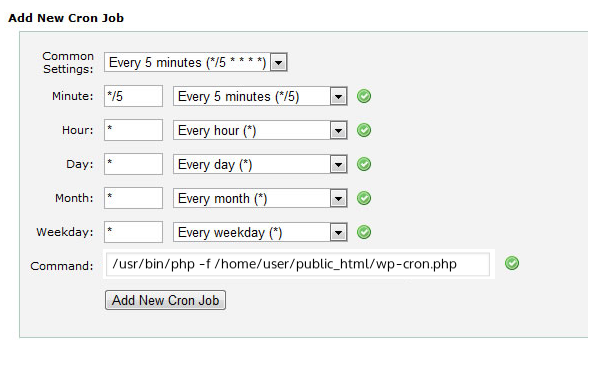 Add New Cron Job
Common Settings: Every 5 minutes (*/5 * * * *)
Minute: */5 Every 5 minutes (*/5)
Hour: * Every hour (*)
Day: * Every day (*)
Month: * Every month (*)
Weekday: * Every weekday (*)
Command: /usr/bin/php -f /home/user/public_html/wp-cron.php
Add New Cron Job